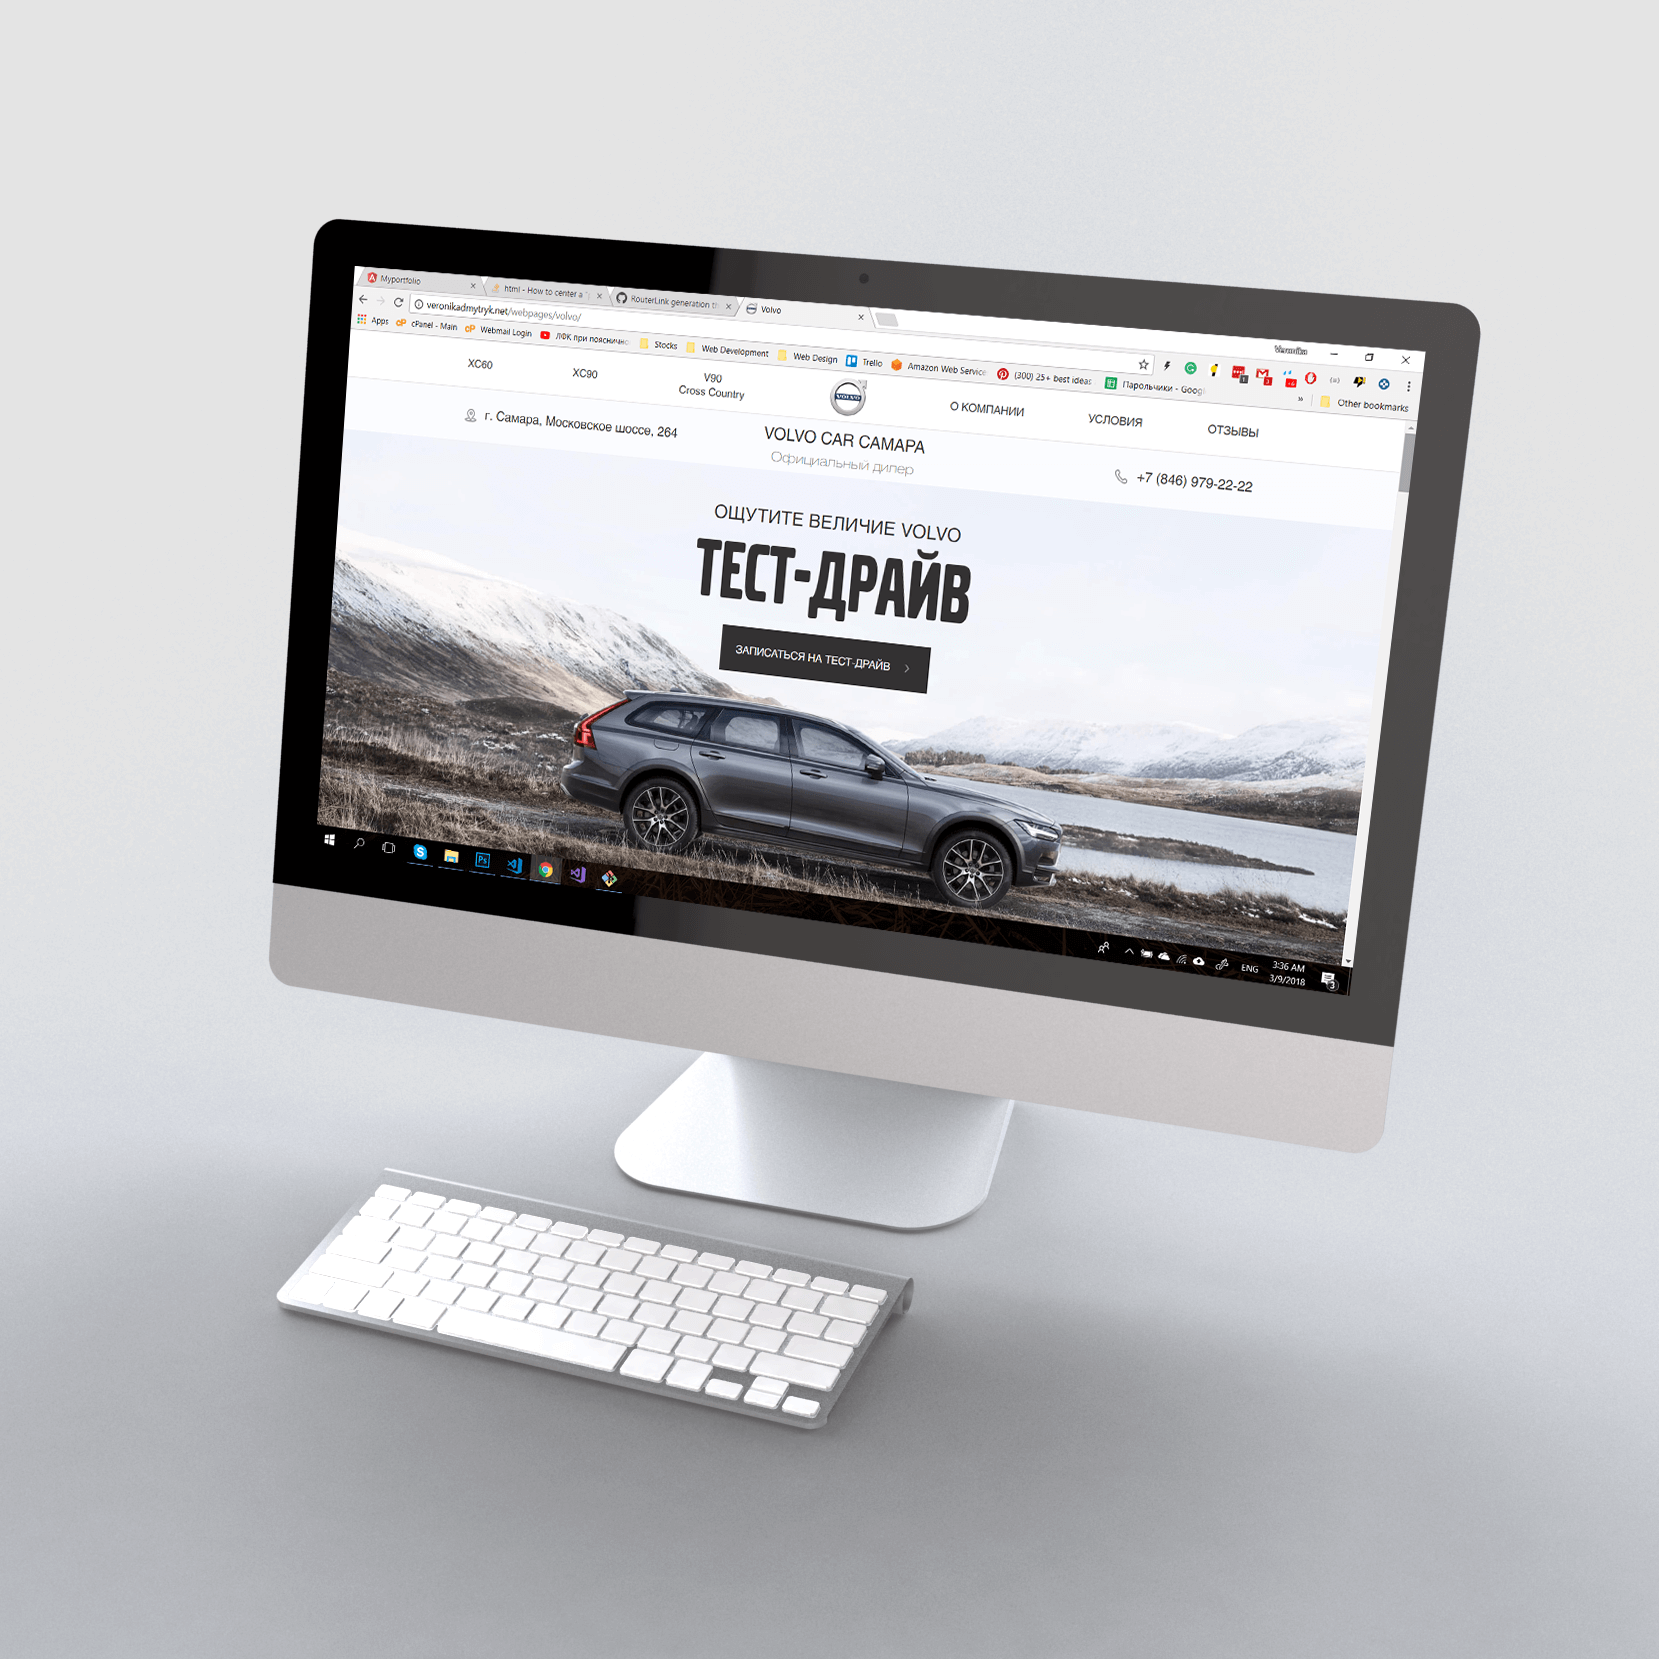 Myportfolio
html - How to center a "p
RouterLink generation th
Volvo
Veronika
veronikadmytryk.net/webpages/volvo/
Apps
cPanel - Main
Webmail Login
ЛФК при пояснично
Stocks
Web Development
Web Design
Trello
Amazon Web Service
(300) 25+ best ideas
Парольчики - Googl
»
Other bookmarks
XC60
XC90
V90
Cross Country
VOLVO
О КОМПАНИИ
УСЛОВИЯ
ОТЗЫВЫ
г. Самара, Московское шоссе, 264
VOLVO CAR САМАРА
Официальный дилер
+7 (846) 979-22-22
ОЩУТИТЕ ВЕЛИЧИЕ VOLVO
ТЕСТ-ДРАЙВ
ЗАПИСАТЬСЯ НА ТЕСТ-ДРАЙВ
Ps
ENG
3:36 AM
3/9/2018
3